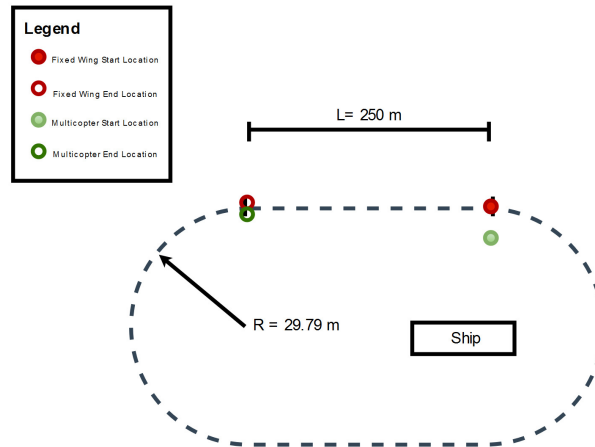 Legend
Fixed Wing Start Location
Fixed Wing End Location
Multicopter Start Location
Multicopter End Location
L= 250 m
R = 29.79 m
Ship